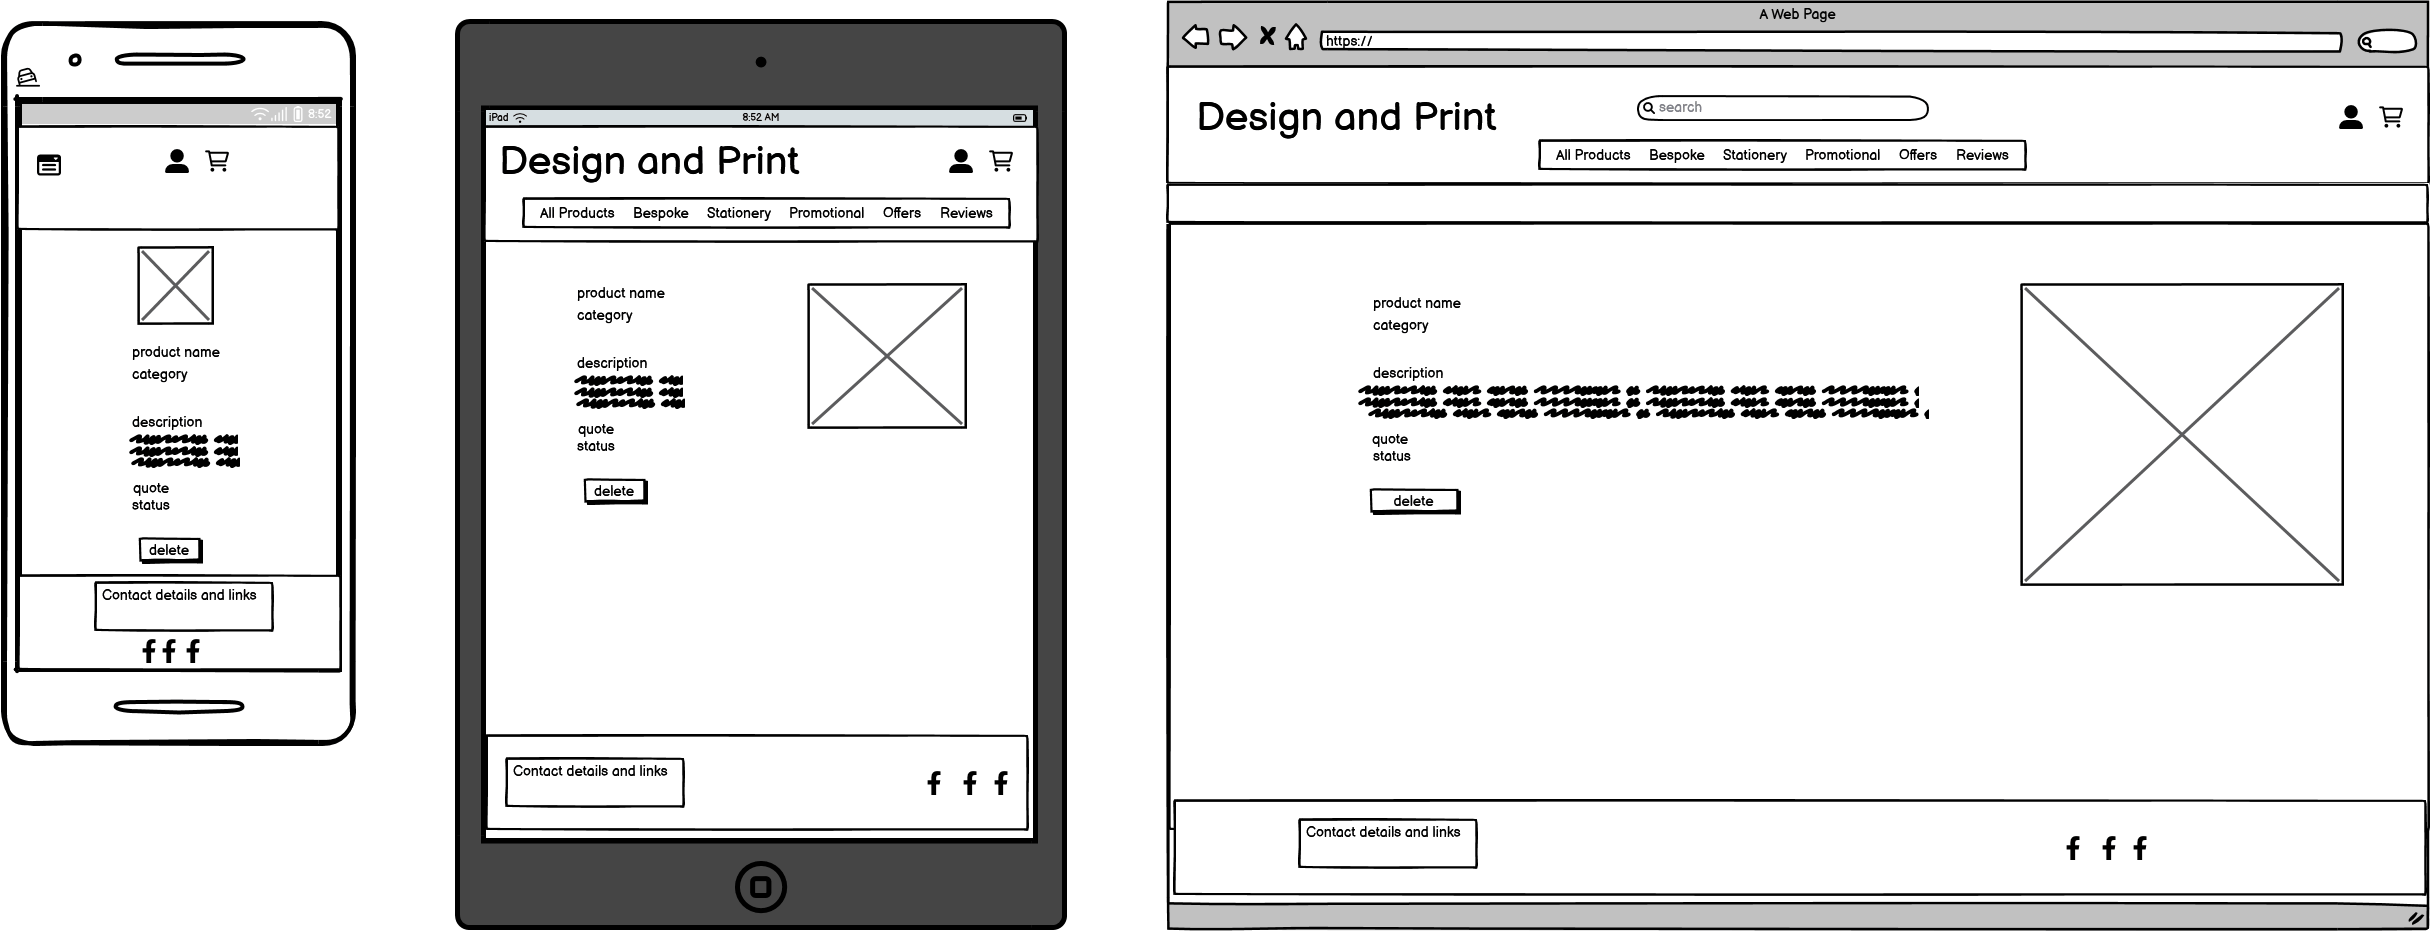 8:52
product name
category
description
quote
status
delete
Contact details and links
iPad
8:52 AM
Design and Print
All Products Bespoke Stationery Promotional Offers Reviews
product name
category
description
quote
status
delete
Contact details and links
A Web Page
https://
Design and Print
search
All Products Bespoke Stationery Promotional Offers Reviews
product name
category
description
quote
status
delete
Contact details and links